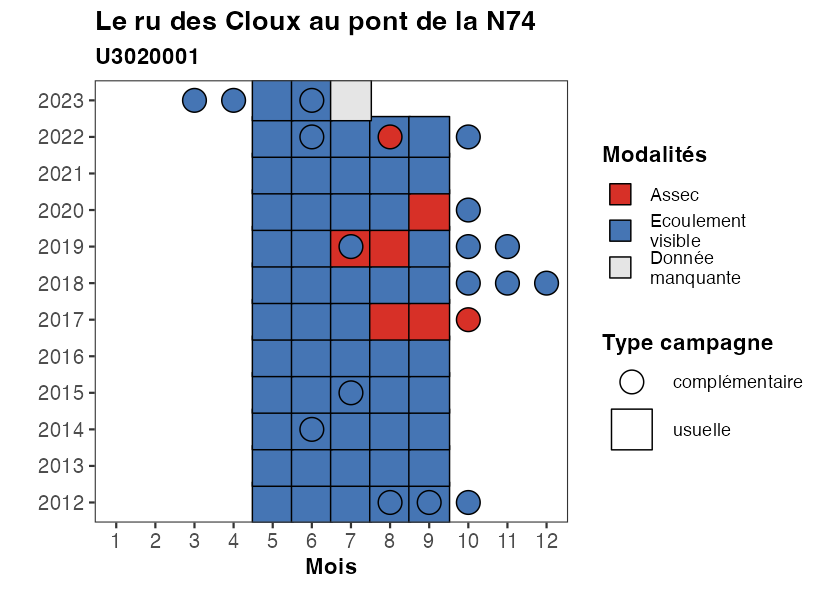 Le ru des Cloux au pont de la N74
U3020001
2023
2022
2021
2020
2019
2018
2017
2016
2015
2014
2013
2012
1 2 3 4 5 6 7 8 9 10 11 12
Mois
Modalités
Assec
Ecoulement
visible
Donnée
manquante
Type campagne
complémentaire
usuelle